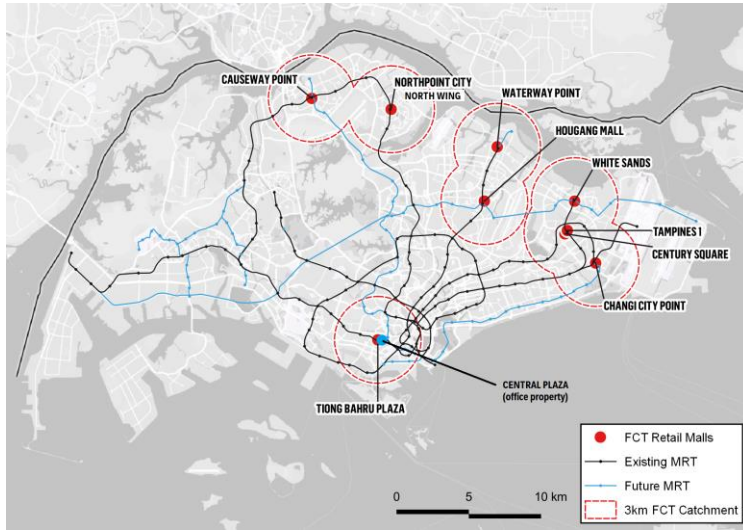 CAUSEWAY POINT
NORTHPOINT CITY
NORTH WING
WATERWAY POINT
HOUGANG MALL
WHITE SANDS
TAMPINES 1
CENTURY SQUARE
CHANGI CITY POINT
CENTRAL PLAZA
(office property)
TIONG BAHRU PLAZA
FCT Retail Malls
Existing MRT
Future MRT
3km FCT Catchment
0 5 10 km